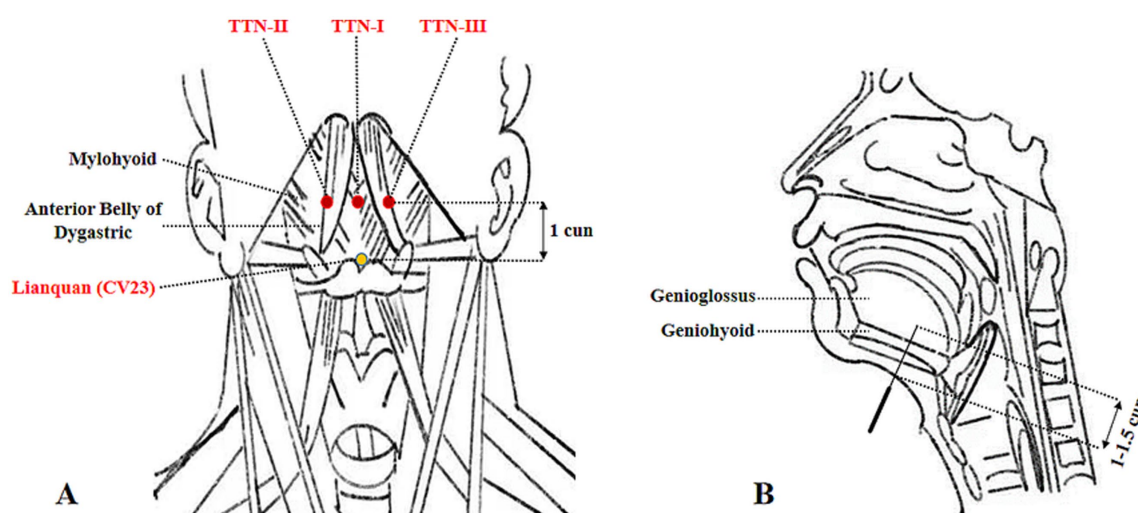 TTN-II TTN-I TTN-III
Mylohyoid
Anterior Belly of
Dygastric
1 cun
Lianquan (CV23)
A
Genioglossus
Geniohyoid
1-1.5 cun
B